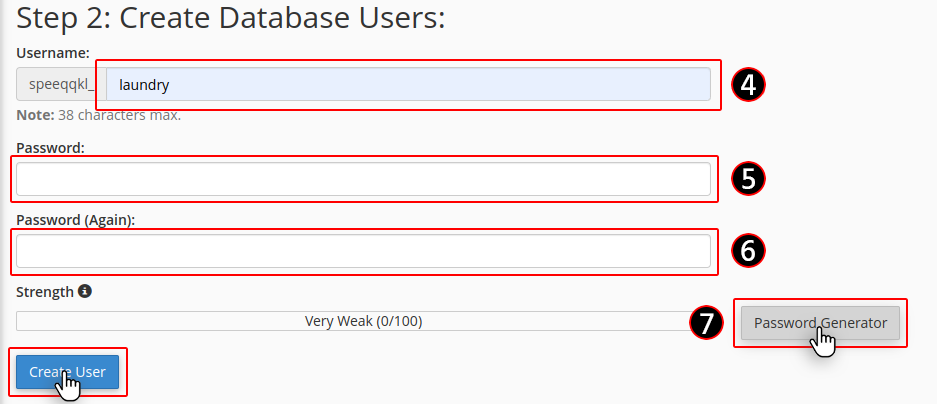 Step 2: Create Database Users:
Username:
speeqqkl_ laundry 4
Note: 38 characters max.
Password:
5
Password (Again):
6
Strength
Very Weak (0/100) 7 Password Generator
Create User